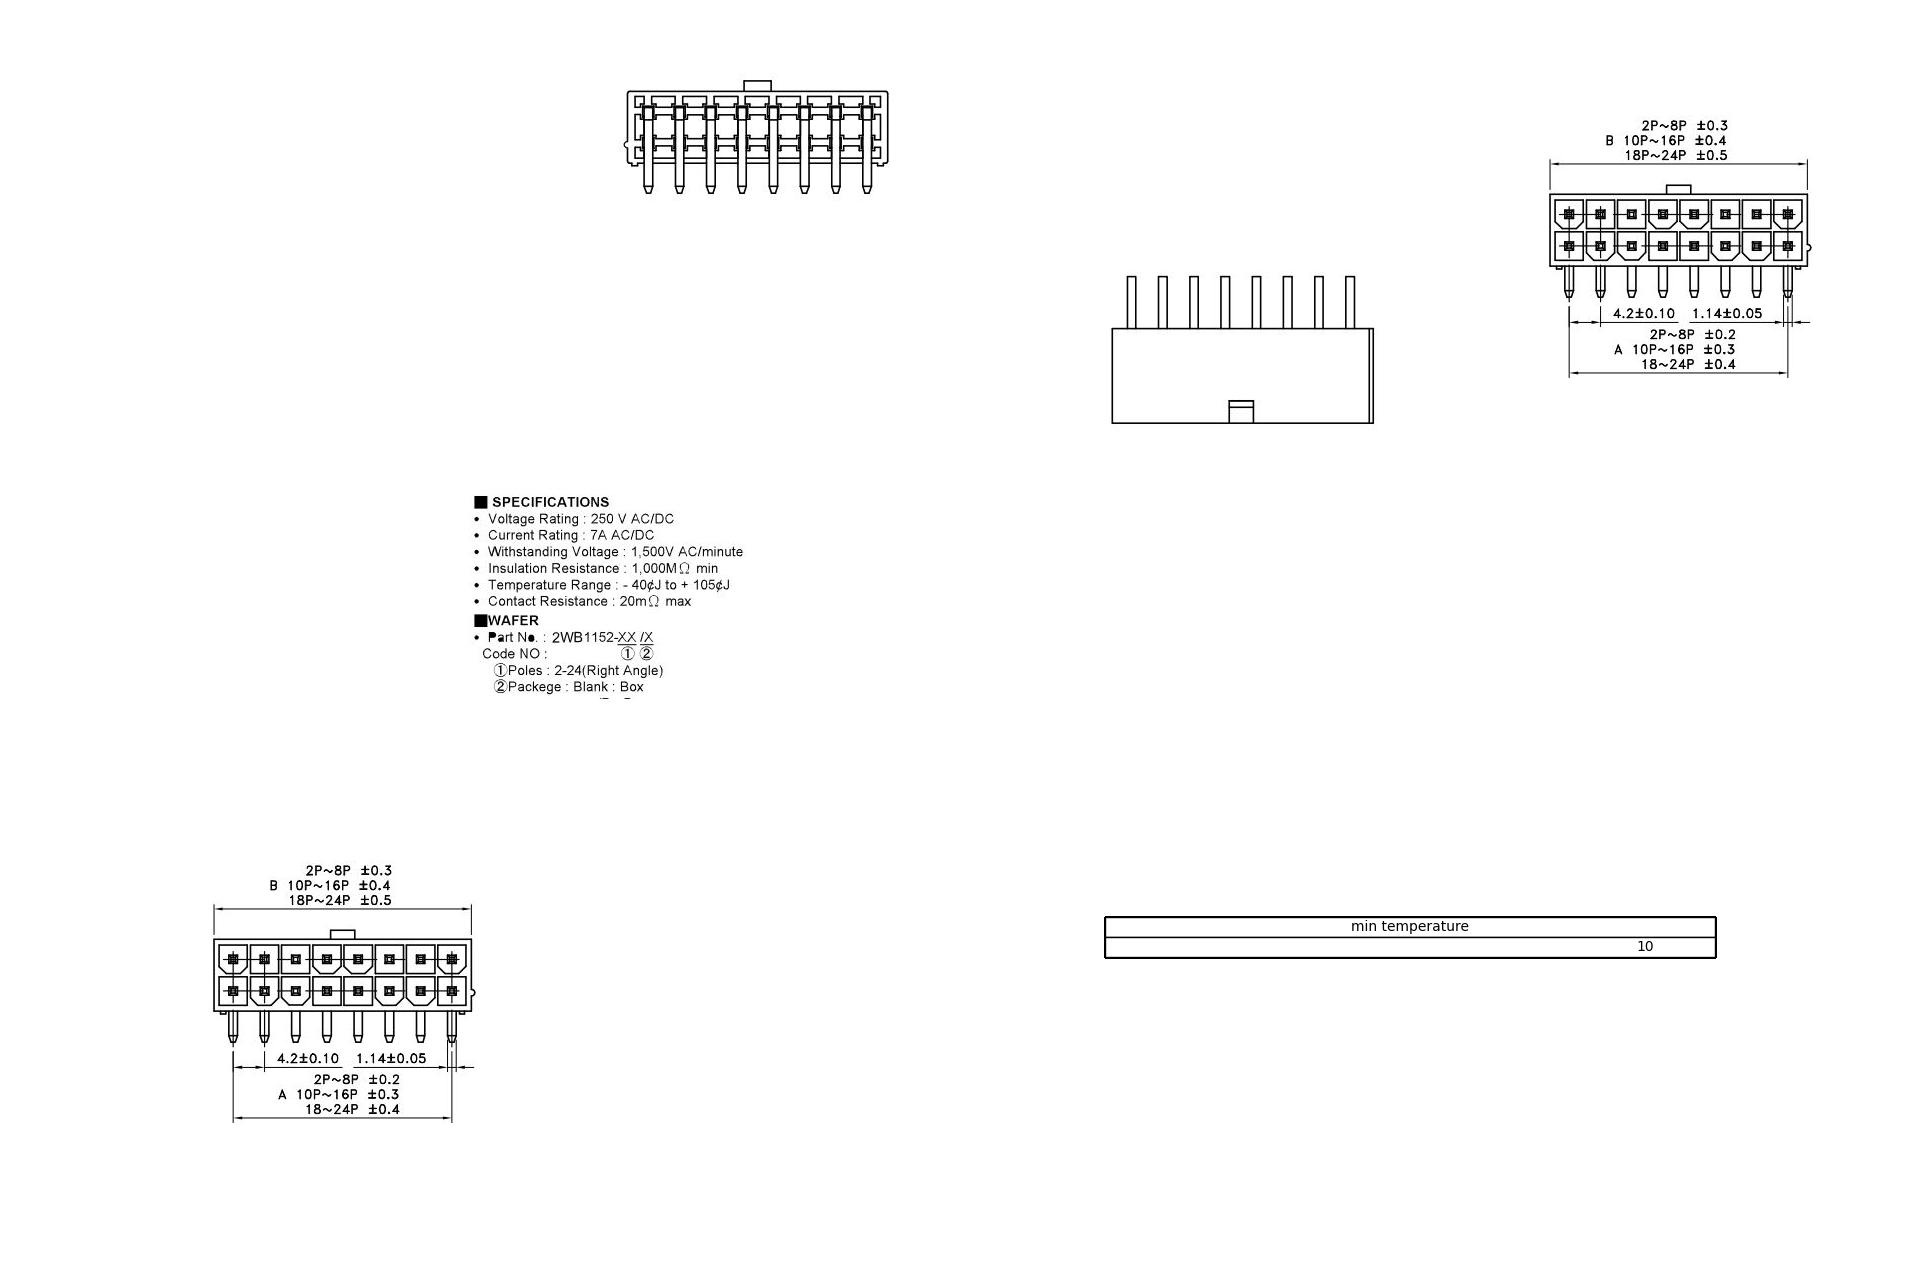 2P~8P ±0.3
B 10P~16P ±0.4
18P~24P ±0.5
4.2±0.10 1.14±0.05
2P~8P ±0.2
A 10P~16P ±0.3
18~24P ±0.4
■ SPECIFICATIONS
• Voltage Rating : 250 V AC/DC
• Current Rating : 7A AC/DC
• Withstanding Voltage : 1,500V AC/minute
• Insulation Resistance : 1,000MΩ min
• Temperature Range : - 40¢J to + 105¢J
• Contact Resistance : 20mΩ max
■WAFER
• Part No. : 2WB1152-XX /X
Code NO : ① ②
①Poles : 2-24(Right Angle)
②Packege : Blank : Box
2P~8P ±0.3
B 10P~16P ±0.4
18P~24P ±0.5
4.2±0.10 1.14±0.05
2P~8P ±0.2
A 10P~16P ±0.3
18~24P ±0.4
min temperature
10